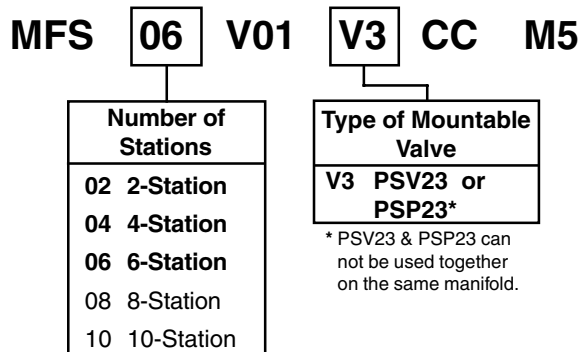 MFS 06 V01 V3 CC M5
Number of
Stations
02 2-Station
04 4-Station
06 6-Station
08 8-Station
10 10-Station
Type of Mountable
Valve
V3 PSV23 or
PSP23*
* PSV23 & PSP23 can
not be used together
on the same manifold.